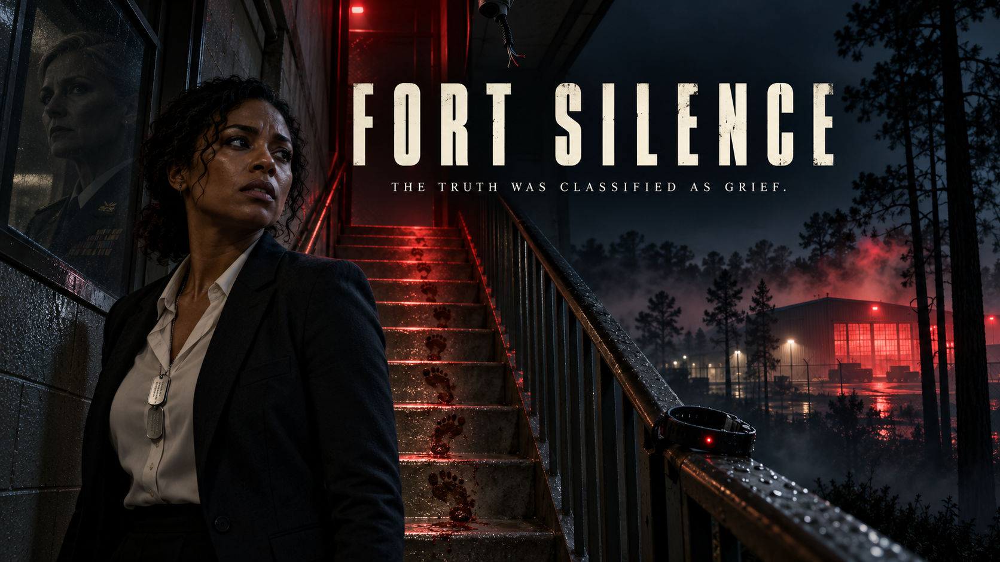 FORT SILENCE
THE TRUTH WAS CLASSIFIED AS GRIEF.